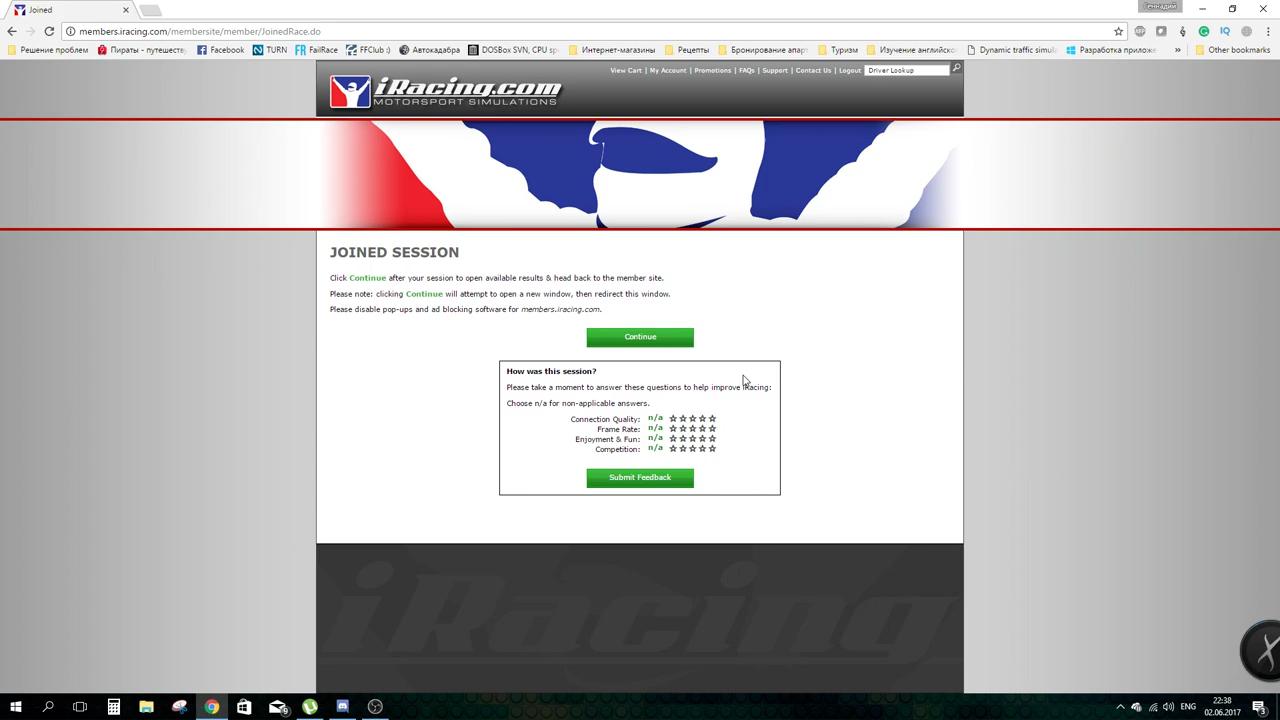 Joined
Геннадий
members.iracing.com/membersite/member/JoinedRace.do
Решение проблем
Пираты - путешест
Facebook
TURN
FailRace
FFClub :)
Автокадабра
DOSBox SVN, CPU sp
Интернет-магазины
Рецепты
Бронирование апар
Туризм
Изучение английско
Dynamic traffic simula
Разработка прилож
Other bookmarks
View Cart | My Account | Promotions | FAQs | Support | Contact Us | Logout
Driver Lookup
iRacing.com
MOTORSPORT SIMULATIONS
JOINED SESSION
Click Continue after your session to open available results & head back to the member site.
Please note: clicking Continue will attempt to open a new window, then redirect this window.
Please disable pop-ups and ad blocking software for members.iracing.com.
Continue
How was this session?
Please take a moment to answer these questions to help improve iRacing:
Choose n/a for non-applicable answers.
Connection Quality: n/a
Frame Rate: n/a
Enjoyment & Fun: n/a
Competition: n/a
Submit Feedback
iRacing
ENG
22:38
02.06.2017